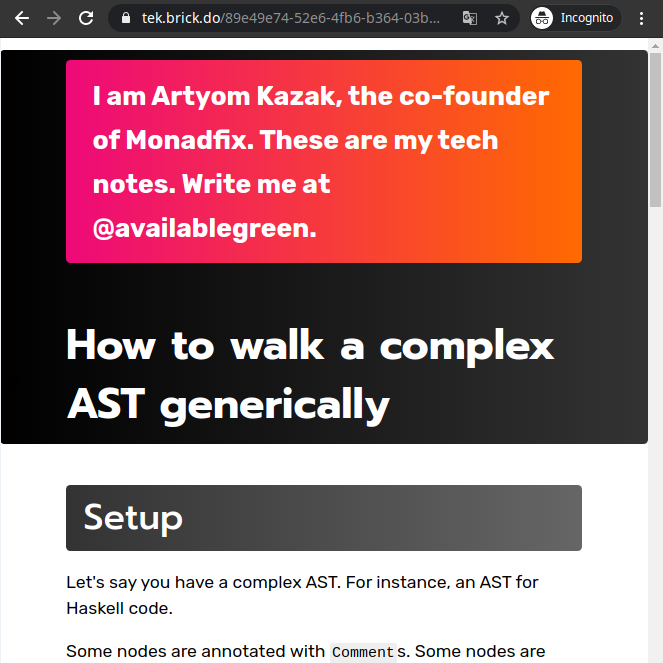 tek.brick.do/89e49e74-52e6-4fb6-b364-03b...
Incognito
I am Artyom Kazak, the co-founder
of Monadfix. These are my tech
notes. Write me at
@availablegreen.
How to walk a complex
AST generically
Setup
Let's say you have a complex AST. For instance, an AST for
Haskell code.
Some nodes are annotated with Comments. Some nodes are